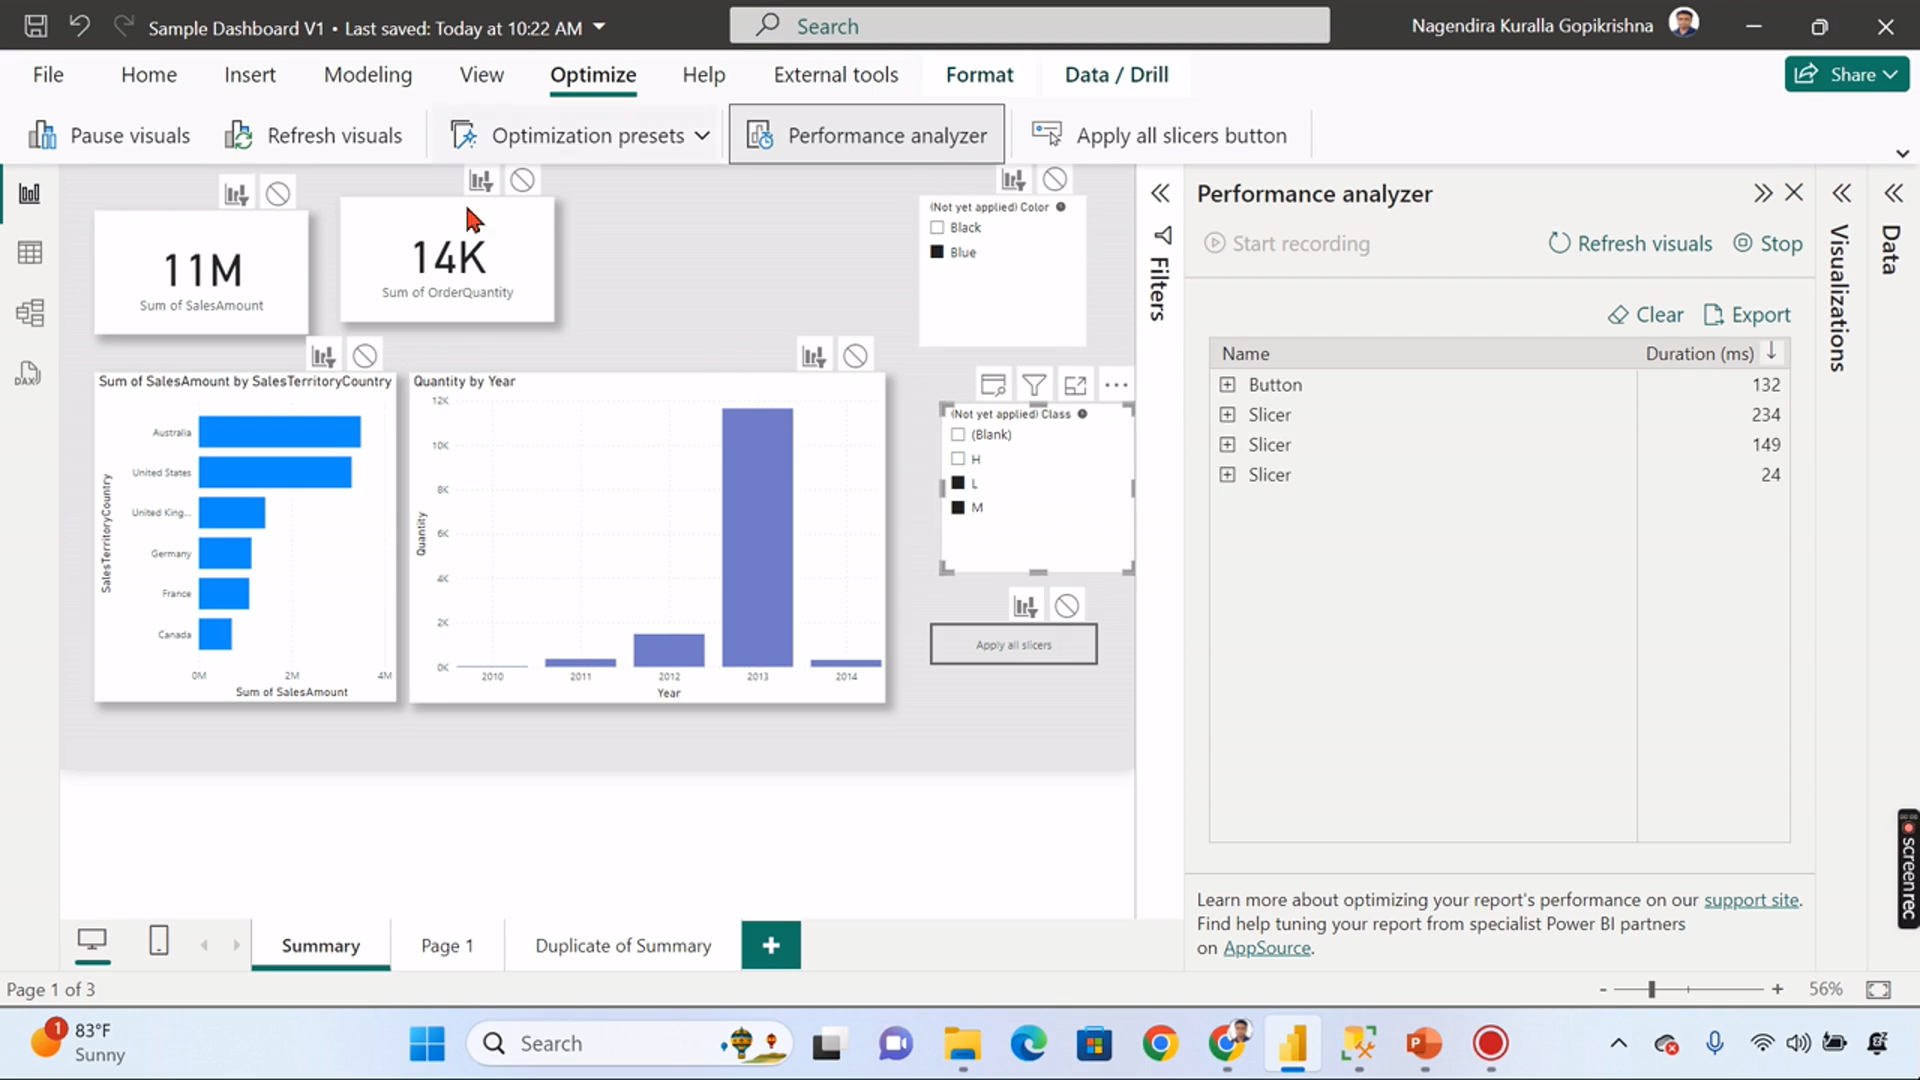 Sample Dashboard V1 • Last saved: Today at 10:22 AM
Search
Nagendira Kuralla Gopikrishna
File Home Insert Modeling View Optimize Help External tools Format Data / Drill
Share
Pause visuals Refresh visuals Optimization presets Performance analyzer Apply all slicers button
11M
Sum of SalesAmount
14K
Sum of OrderQuantity
(Not yet applied) Color
Black
Blue
Sum of SalesAmount by SalesTerritoryCountry
SalesTerritoryCountry
Australia
United States
United King...
Germany
France
Canada
0M 2M 4M
Sum of SalesAmount
Quantity by Year
Quantity
12K
10K
8K
6K
4K
2K
0K
2010 2011 2012 2013 2014
Year
(Not yet applied) Class
(Blank)
H
L
M
Apply all slicers
Filters
Performance analyzer
Start recording Refresh visuals Stop
Clear Export
Name Duration (ms)
Button 132
Slicer 234
Slicer 149
Slicer 24
Learn more about optimizing your report's performance on our support site.
Find help tuning your report from specialist Power BI partners
on AppSource.
Visualizations
Data
screenrec
Summary Page 1 Duplicate of Summary +
Page 1 of 3
- + 56%
1
83°F
Sunny
Search